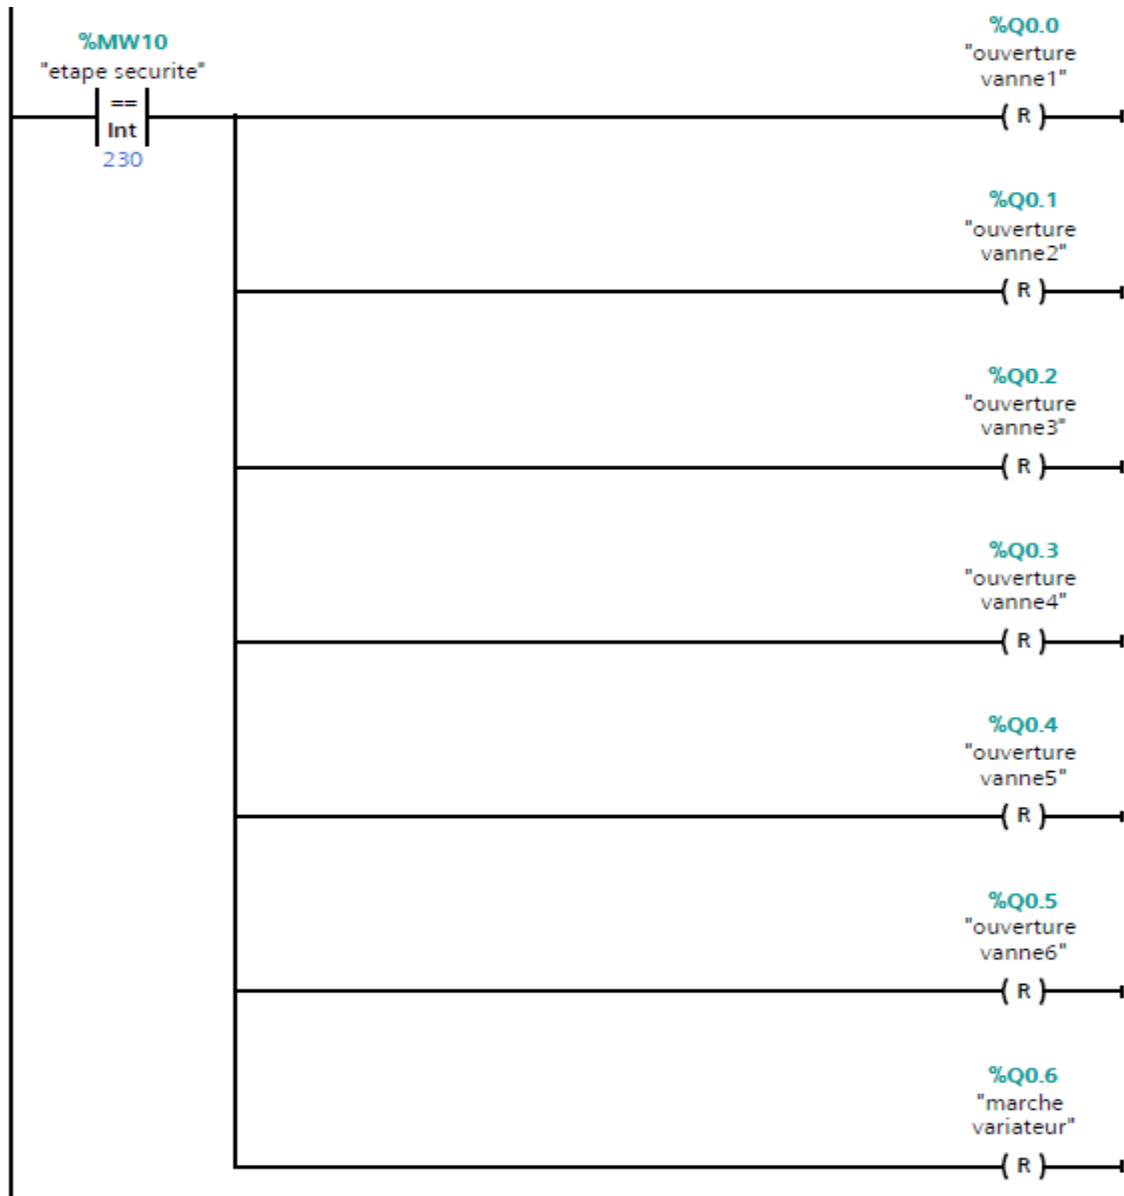 %MW10
"etape securite"
==
Int
230
%Q0.0
"ouverture
vanne1"
( R )
%Q0.1
"ouverture
vanne2"
( R )
%Q0.2
"ouverture
vanne3"
( R )
%Q0.3
"ouverture
vanne4"
( R )
%Q0.4
"ouverture
vanne5"
( R )
%Q0.5
"ouverture
vanne6"
( R )
%Q0.6
"marche
variateur"
( R )